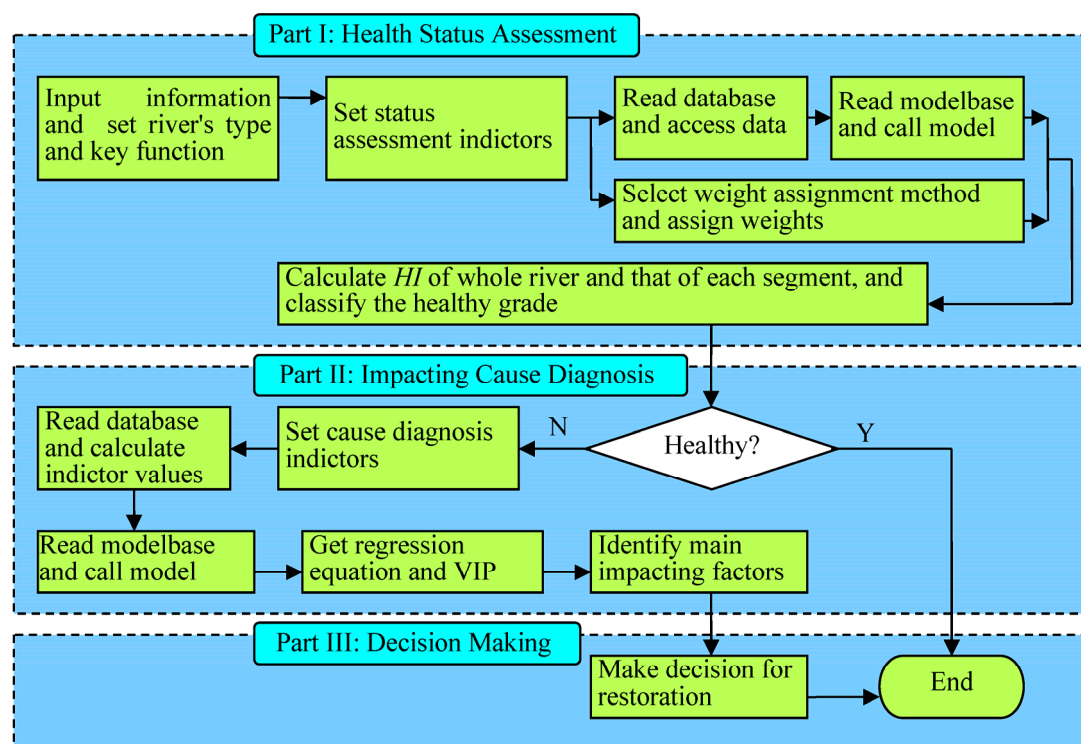 Part I: Health Status Assessment
Input information
and set river's type
and key function
Set status
assessment indictors
Read database
and access data
Read modelbase
and call model
Select weight assignment method
and assign weights
Calculate HI of whole river and that of each segment, and
classify the healthy grade
Part II: Impacting Cause Diagnosis
Read database
and calculate
indictor values
Set cause diagnosis
indictors
N
Healthy?
Y
Read modelbase
and call model
Get regression
equation and VIP
Identify main
impacting factors
Part III: Decision Making
Make decision for
restoration
End